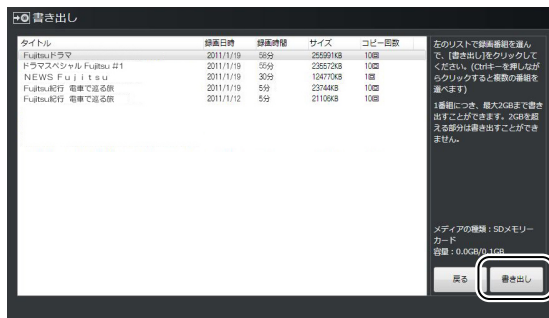 書き出し
タイトル 録画日時 録画時間 サイズ コピー回数
Fujitsuドラマ 2011/1/19 58分 255991KB 10回
ドラマスペシャル Fujitsu #1 2011/1/19 55分 235572KB 10回
NEWS Fujitsu 2011/1/19 30分 124770KB 1回
Fujitsu紀行 電車で巡る旅 2011/1/19 5分 23744KB 10回
Fujitsu紀行 電車で巡る旅 2011/1/12 5分 21106KB 10回
左のリストで録画番組を選ん
で、[書き出し]をクリックして
ください。(Ctrlキーを押しなが
らクリックすると複数の番組を
選べます)
1番組につき、最大2GBまで書き
出すことができます。2GBを超
える部分は書き出すことができ
ません。
メディアの種類：SDメモリー
カード
容量：0.0GB/0.1GB
戻る 書き出し